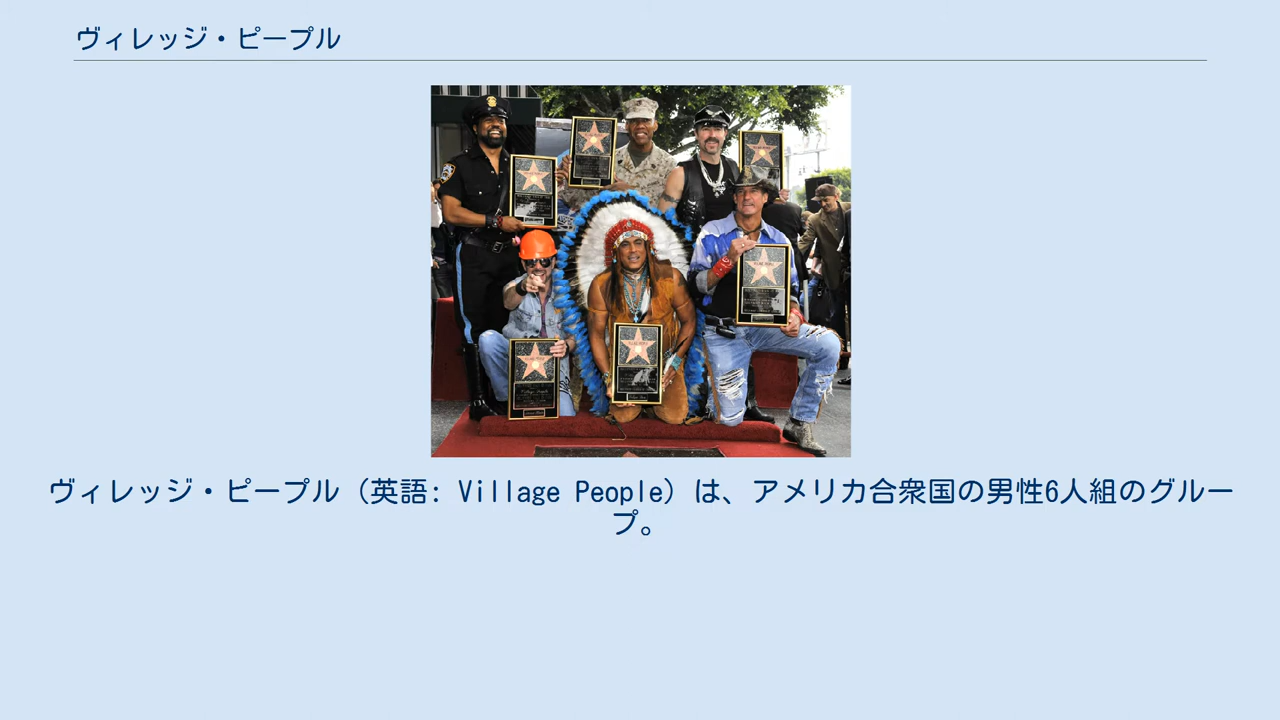 ヴィレッジ・ピープル
ヴィレッジ・ピープル（英語: Village People）は、アメリカ合衆国の男性6人組のグルー
プ。